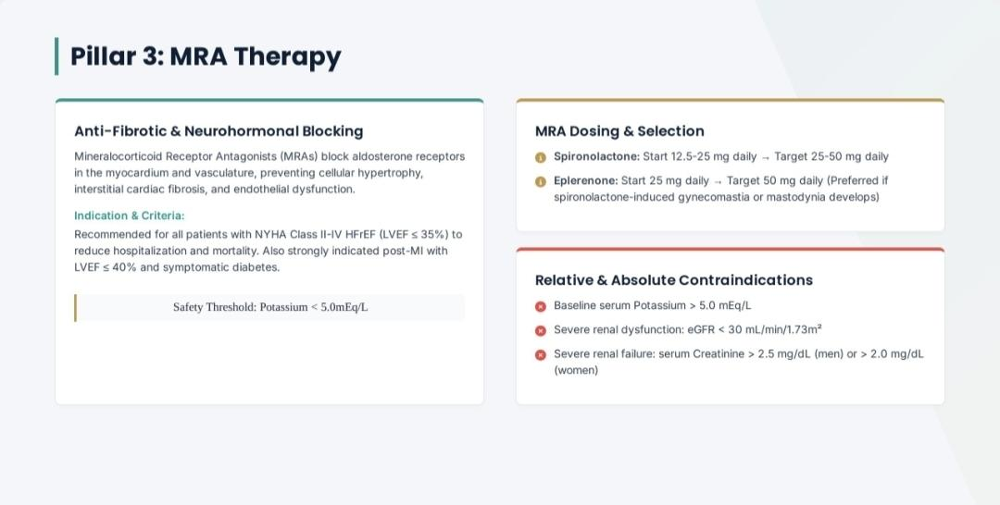 Pillar 3: MRA Therapy
Anti-Fibrotic & Neurohormonal Blocking
Mineralocorticoid Receptor Antagonists (MRAs) block aldosterone receptors
in the myocardium and vasculature, preventing cellular hypertrophy,
interstitial cardiac fibrosis, and endothelial dysfunction.
Indication & Criteria:
Recommended for all patients with NYHA Class II-IV HFrEF (LVEF ≤ 35%) to
reduce hospitalization and mortality. Also strongly indicated post-MI with
LVEF ≤ 40% and symptomatic diabetes.
Safety Threshold: Potassium < 5.0mEq/L
MRA Dosing & Selection
Spironolactone: Start 12.5-25 mg daily → Target 25-50 mg daily
Eplerenone: Start 25 mg daily → Target 50 mg daily (Preferred if
spironolactone-induced gynecomastia or mastodynia develops)
Relative & Absolute Contraindications
Baseline serum Potassium > 5.0 mEq/L
Severe renal dysfunction: eGFR < 30 mL/min/1.73m²
Severe renal failure: serum Creatinine > 2.5 mg/dL (men) or > 2.0 mg/dL
(women)